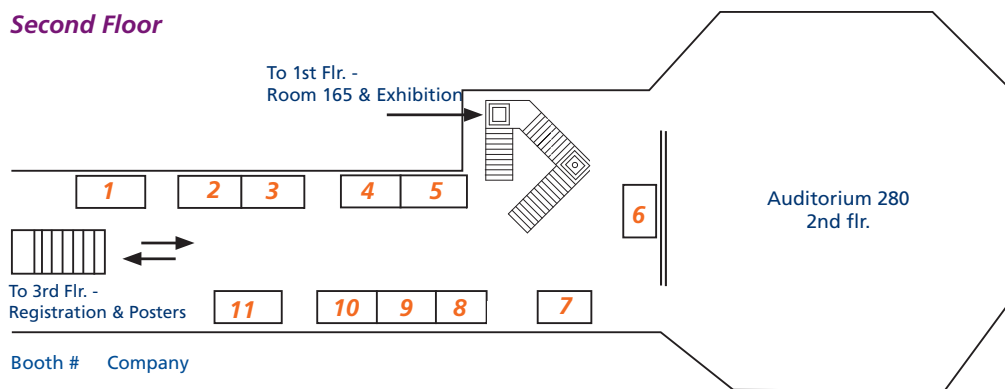 Second Floor
To 1st Flr. -
Room 165 & Exhibition
1
2
3
4
5
6
Auditorium 280
2nd flr.
To 3rd Flr. -
Registration & Posters
11
10
9
8
7
Booth # Company